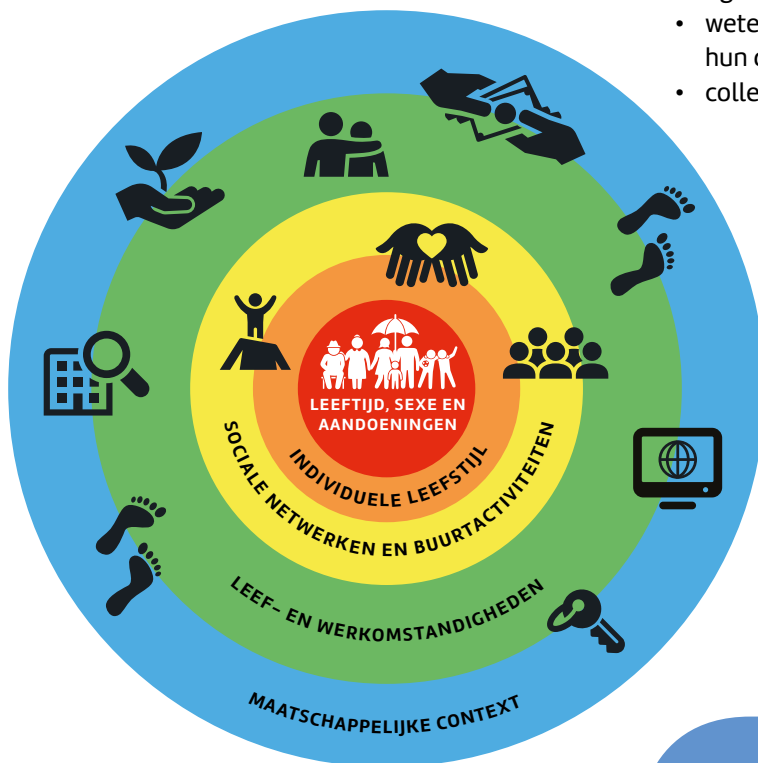 • wete
hun
• colle
LEEFTIJD, SEXE EN
AANDOENINGEN
INDIVIDUELE LEEFSTIJL
SOCIALE NETWERKEN EN BUURTACTIVITEITEN
LEEF- EN WERKOMSTANDIGHEDEN
MAATSCHAPPELIJKE CONTEXT